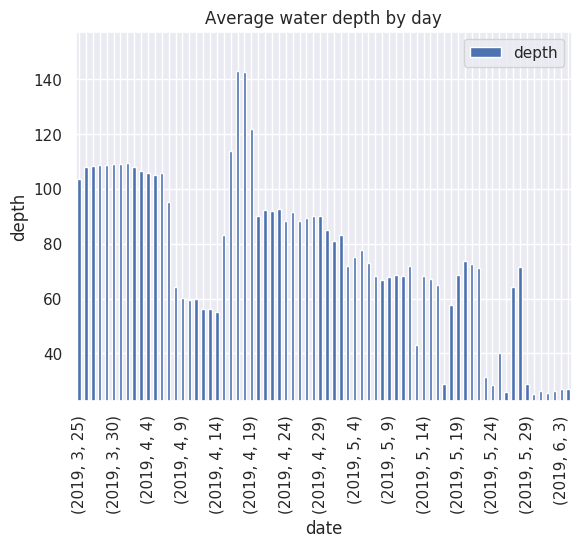 Average water depth by day
depth
140
120
100
80
60
40
depth
(2019, 3, 25)
(2019, 3, 30)
(2019, 4, 4)
(2019, 4, 9)
(2019, 4, 14)
(2019, 4, 19)
(2019, 4, 24)
(2019, 4, 29)
(2019, 5, 4)
(2019, 5, 9)
(2019, 5, 14)
(2019, 5, 19)
(2019, 5, 24)
(2019, 5, 29)
(2019, 6, 3)
date